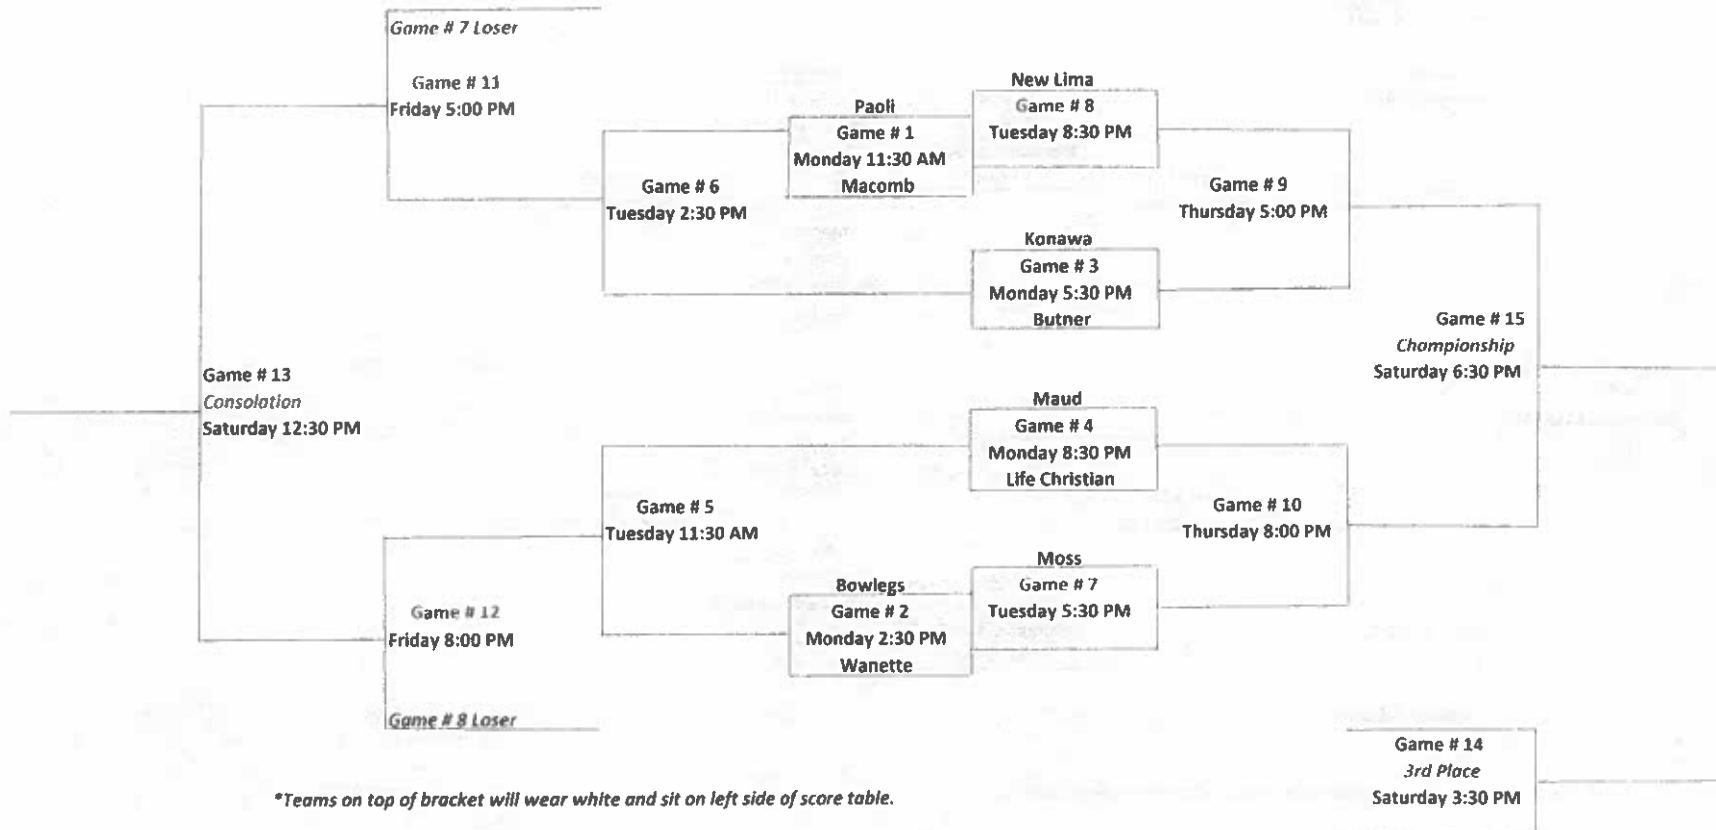 Game # 7 Loser
Game # 11
Friday 5:00 PM
New Lima
Game # 8
Tuesday 8:30 PM
Paoli
Game # 1
Monday 11:30 AM
Macomb
Game # 6
Tuesday 2:30 PM
Game # 9
Thursday 5:00 PM
Konawa
Game # 3
Monday 5:30 PM
Butner
Game # 15
Championship
Saturday 6:30 PM
Game # 13
Consolation
Saturday 12:30 PM
Maud
Game # 4
Monday 8:30 PM
Life Christian
Game # 5
Tuesday 11:30 AM
Game # 10
Thursday 8:00 PM
Moss
Game # 7
Tuesday 5:30 PM
Bowlegs
Game # 2
Monday 2:30 PM
Wanette
Game # 12
Friday 8:00 PM
Game # 8 Loser
Game # 14
3rd Place
Saturday 3:30 PM
*Teams on top of bracket will wear white and sit on left side of score table.